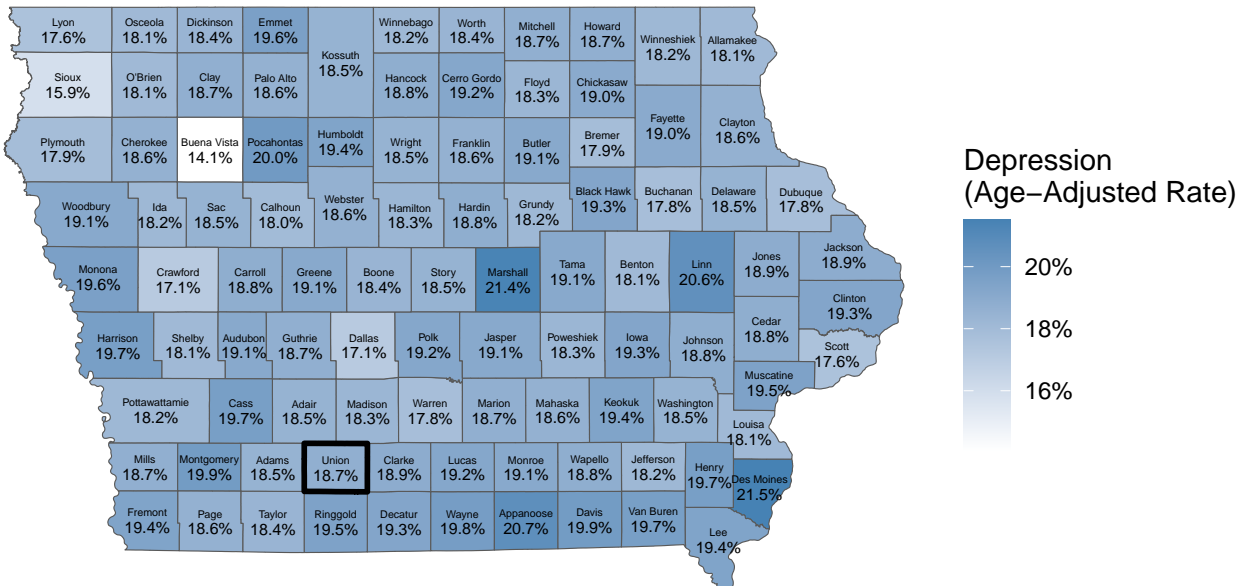 Lyon
17.6%
Osceola
18.1%
Dickinson
18.4%
Emmet
19.6%
Kossuth
18.5%
Winnebago
18.2%
Worth
18.4%
Mitchell
18.7%
Howard
18.7%
Winneshiek
18.2%
Allamakee
18.1%
Sioux
15.9%
O'Brien
18.1%
Clay
18.7%
Palo Alto
18.6%
Hancock
18.8%
Cerro Gordo
19.2%
Floyd
18.3%
Chickasaw
19.0%
Fayette
19.0%
Clayton
18.6%
Plymouth
17.9%
Cherokee
18.6%
Buena Vista
14.1%
Pocahontas
20.0%
Humboldt
19.4%
Wright
18.5%
Franklin
18.6%
Butler
19.1%
Bremer
17.9%
Woodbury
19.1%
Ida
18.2%
Sac
18.5%
Calhoun
18.0%
Webster
18.6%
Hamilton
18.3%
Hardin
18.8%
Grundy
18.2%
Black Hawk
19.3%
Buchanan
17.8%
Delaware
18.5%
Dubuque
17.8%
Monona
19.6%
Crawford
17.1%
Carroll
18.8%
Greene
19.1%
Boone
18.4%
Story
18.5%
Marshall
21.4%
Tama
19.1%
Benton
18.1%
Linn
20.6%
Jones
18.9%
Jackson
18.9%
Clinton
19.3%
Harrison
19.7%
Shelby
18.1%
Audubon
19.1%
Guthrie
18.7%
Dallas
17.1%
Polk
19.2%
Jasper
19.1%
Poweshiek
18.3%
Iowa
19.3%
Johnson
18.8%
Cedar
18.8%
Scott
17.6%
Muscatine
19.5%
Pottawattamie
18.2%
Cass
19.7%
Adair
18.5%
Madison
18.3%
Warren
17.8%
Marion
18.7%
Mahaska
18.6%
Keokuk
19.4%
Washington
18.5%
Louisa
18.1%
Mills
18.7%
Montgomery
19.9%
Adams
18.5%
Union
18.7%
Clarke
18.9%
Lucas
19.2%
Monroe
19.1%
Wapello
18.8%
Jefferson
18.2%
Henry
19.7%
Des Moines
21.5%
Fremont
19.4%
Page
18.6%
Taylor
18.4%
Ringgold
19.5%
Decatur
19.3%
Wayne
19.8%
Appanoose
20.7%
Davis
19.9%
Van Buren
19.7%
Lee
19.4%
Depression
(Age−Adjusted Rate)
20%
18%
16%